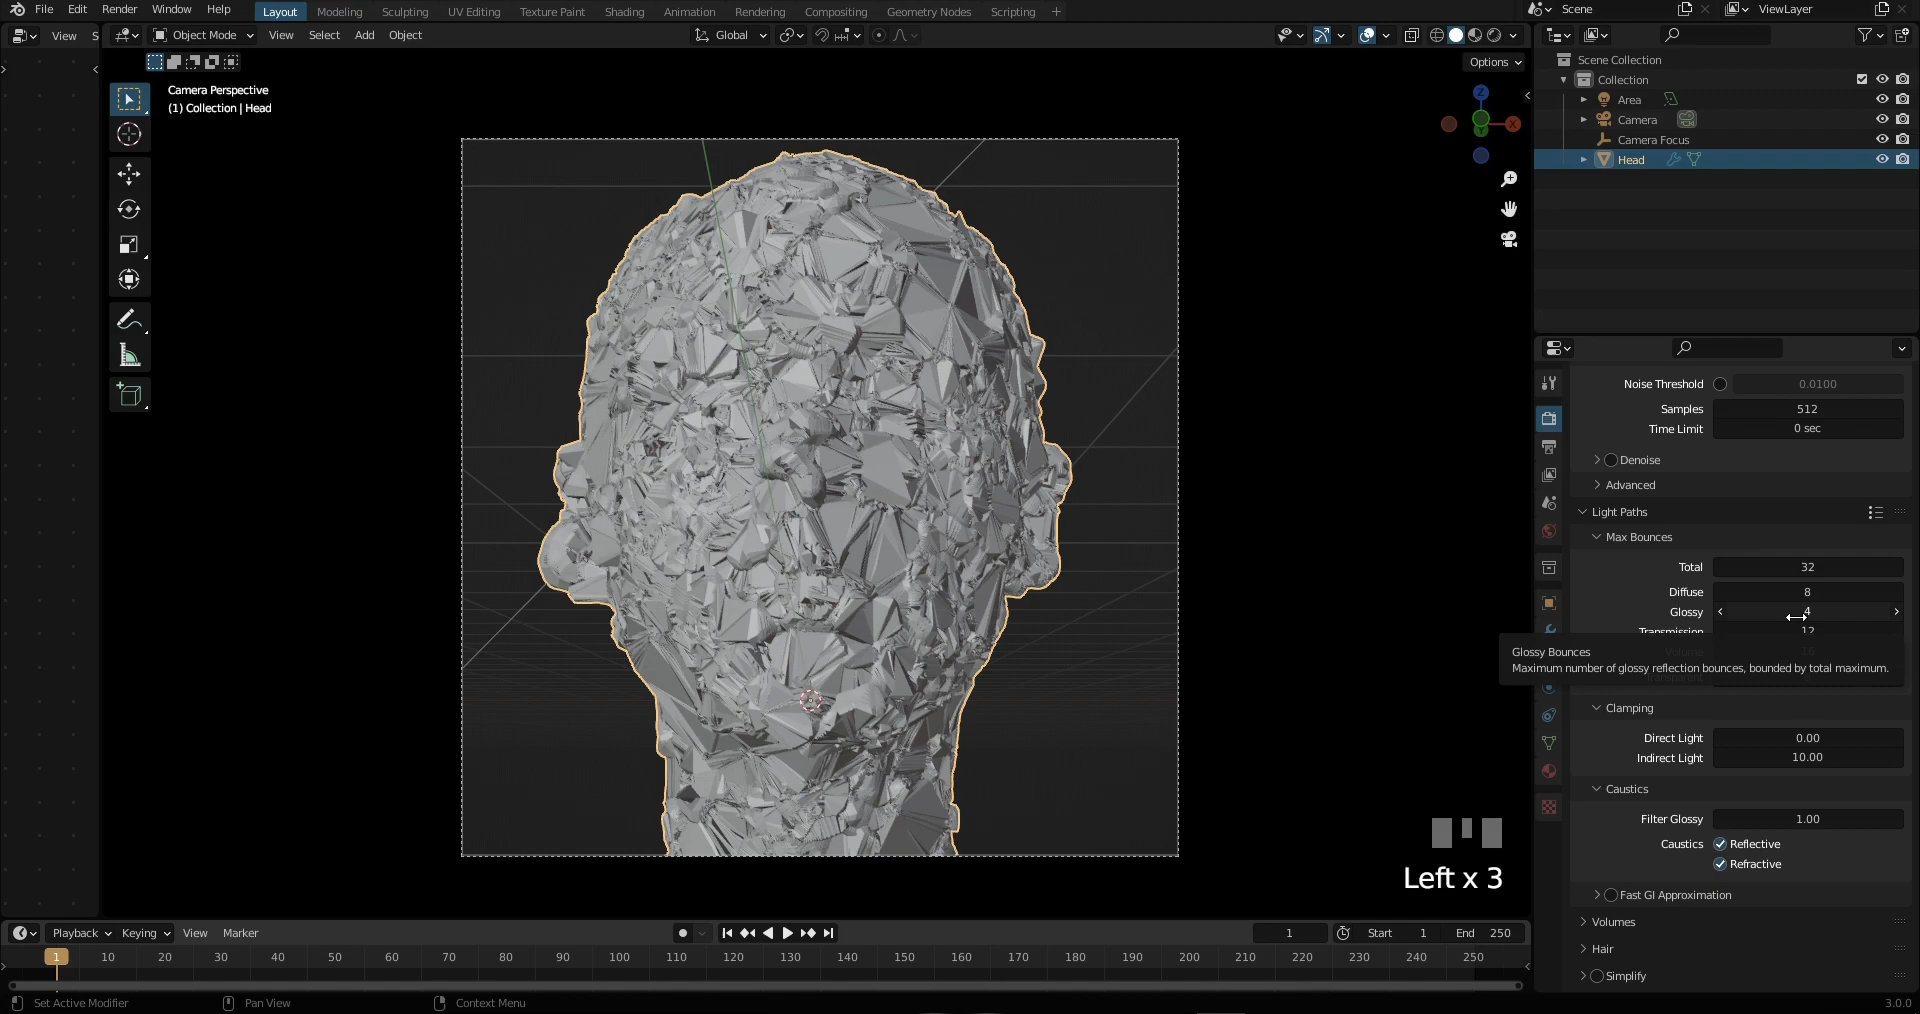 File Edit Render Window Help Layout Modeling Sculpting UV Editing Texture Paint Shading Animation Rendering Compositing Geometry Nodes Scripting + Scene ViewLayer
View S Object Mode View Select Add Object Global
Options
Camera Perspective
(1) Collection | Head
Z
X
Y
Scene Collection
Collection
Area
Camera
Camera Focus
Head
Noise Threshold 0.0100
Samples 512
Time Limit 0 sec
Denoise
Advanced
Light Paths
Max Bounces
Total 32
Diffuse 8
Glossy 4
Transmission 12
Glossy Bounces
Maximum number of glossy reflection bounces, bounded by total maximum.
Clamping
Direct Light 0.00
Indirect Light 10.00
Caustics
Filter Glossy 1.00
Caustics Reflective
Refractive
Fast GI Approximation
Volumes
Hair
Simplify
Left x 3
Playback Keying View Marker 1 Start 1 End 250
1 10 20 30 40 50 60 70 80 90 100 110 120 130 140 150 160 170 180 190 200 210 220 230 240 250
Set Active Modifier Pan View Context Menu 3.0.0